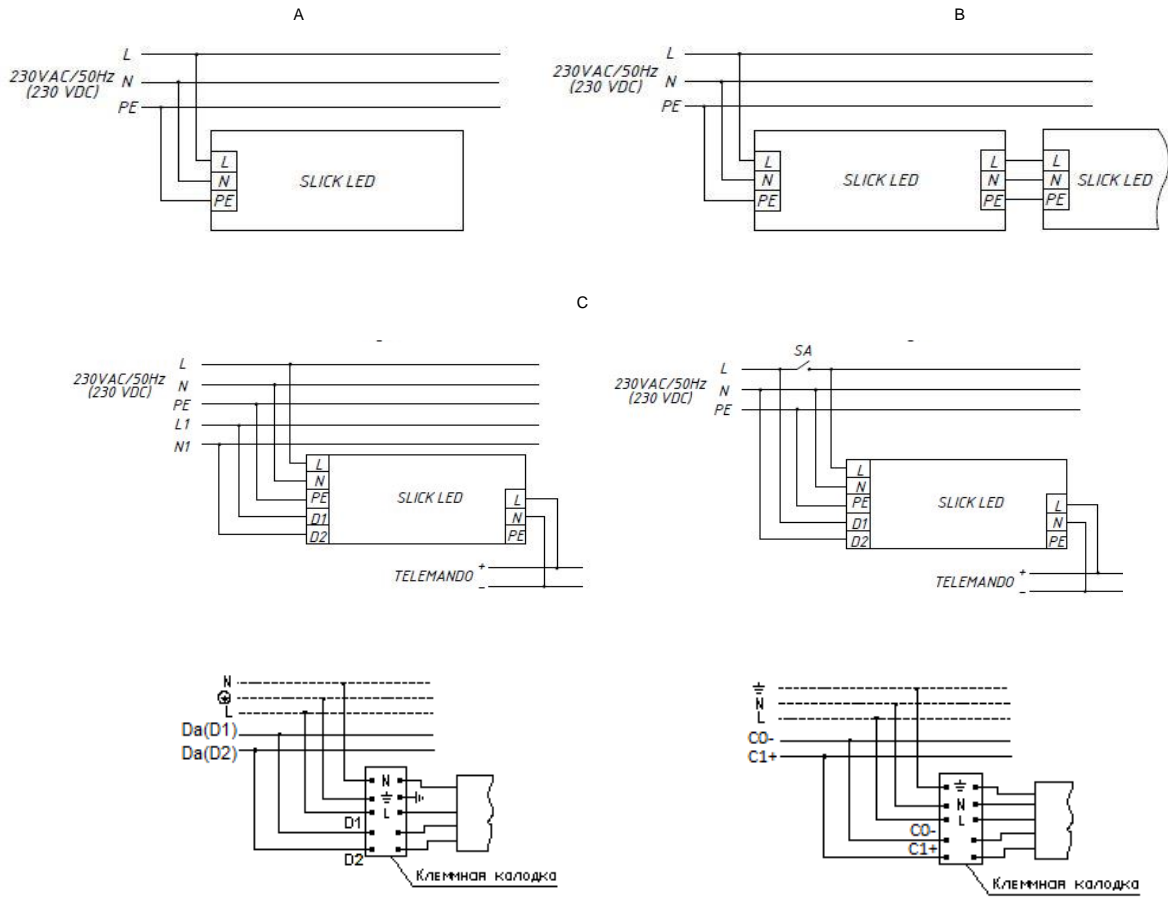 A
B
L
230VAC/50Hz N
(230 VDC)
PE
L
N SLICK LED
PE
L
230VAC/50Hz N
(230 VDC)
PE
L L L
N SLICK LED N N SLICK LED
PE PE PE
C
-
L
230VAC/50Hz N
(230 VDC)
PE
L1
N1
L
N
PE SLICK LED L
D1 N
D2 PE
TELEMANDO +
-
-
SA
L
230VAC/50Hz N
(230 VDC)
PE
L
N
PE SLICK LED L
D1 N
D2 PE
TELEMANDO +
-
N
L
Da(D1)
Da(D2)
N
L
D1
D2
Клеммная калодка
N
L
C0-
C1+
N
L
C0-
C1+
Клеммная калодка